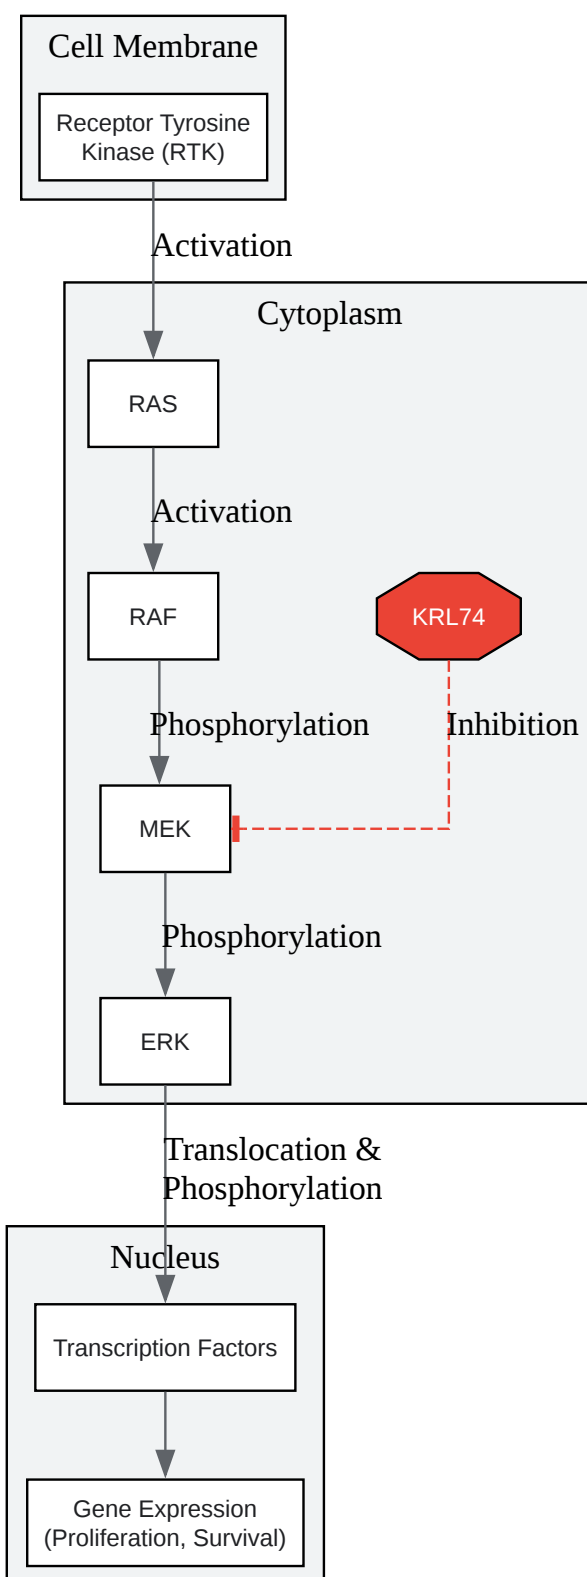 Cell Membrane
Receptor Tyrosine
Kinase (RTK)
Activation
Cytoplasm
RAS
Activation
RAF
KRL74
Phosphorylation
Inhibition
MEK
Phosphorylation
ERK
Translocation &
Phosphorylation
Nucleus
Transcription Factors
Gene Expression
(Proliferation, Survival)